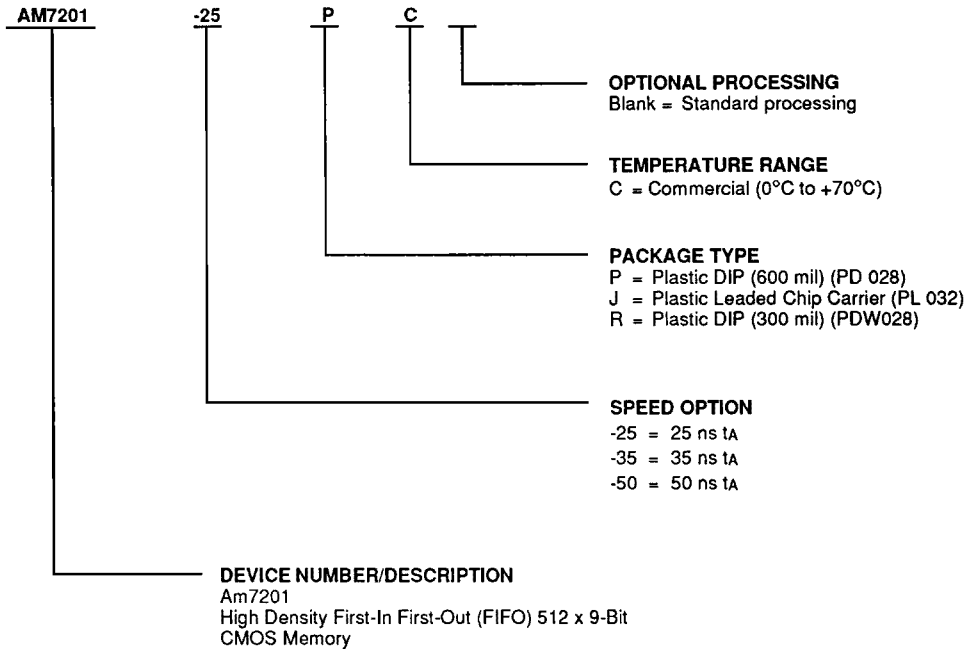 AM7201 -25 P C
OPTIONAL PROCESSING
Blank = Standard processing
TEMPERATURE RANGE
C = Commercial (0°C to +70°C)
PACKAGE TYPE
P = Plastic DIP (600 mil) (PD 028)
J = Plastic Leaded Chip Carrier (PL 032)
R = Plastic DIP (300 mil) (PDW028)
SPEED OPTION
-25 = 25 ns tA
-35 = 35 ns tA
-50 = 50 ns tA
DEVICE NUMBER/DESCRIPTION
Am7201
High Density First-In First-Out (FIFO) 512 x 9-Bit
CMOS Memory